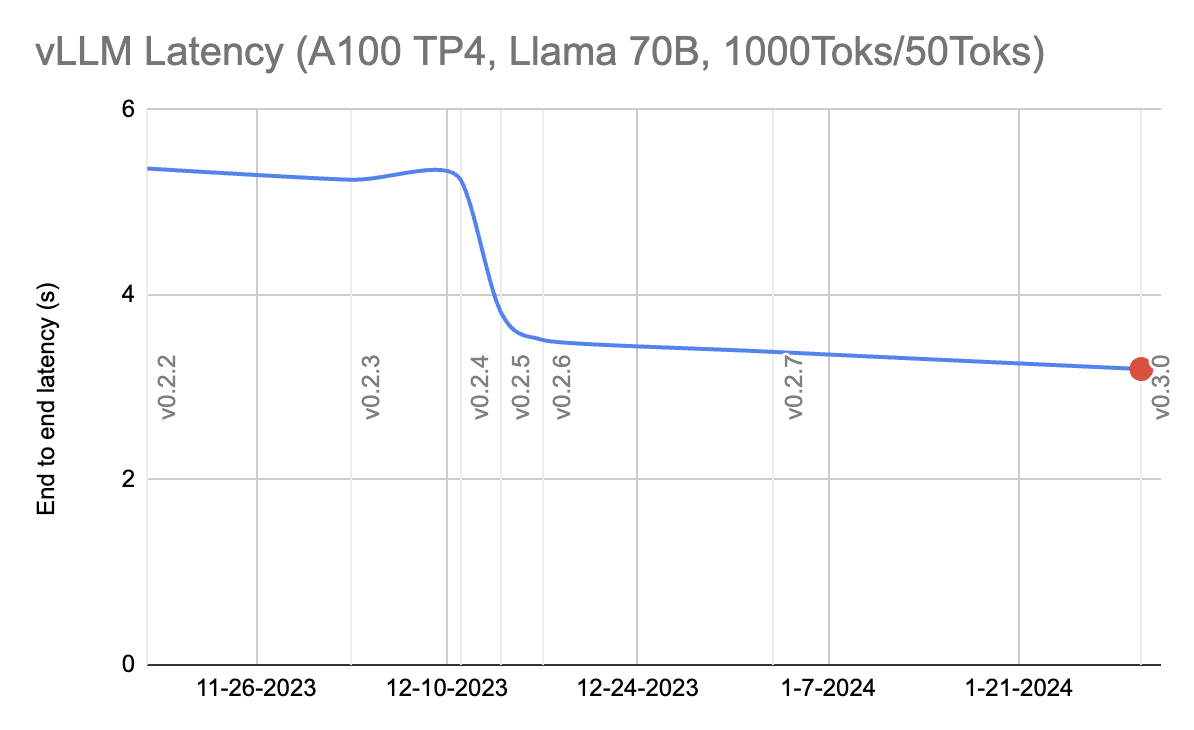 vLLM Latency (A100 TP4, Llama 70B, 1000Toks/50Toks)
End to end latency (s)
6
4
2
0
v0.2.2
v0.2.3
v0.2.4
v0.2.5
v0.2.6
v0.2.7
v0.3.0
11-26-2023
12-10-2023
12-24-2023
1-7-2024
1-21-2024